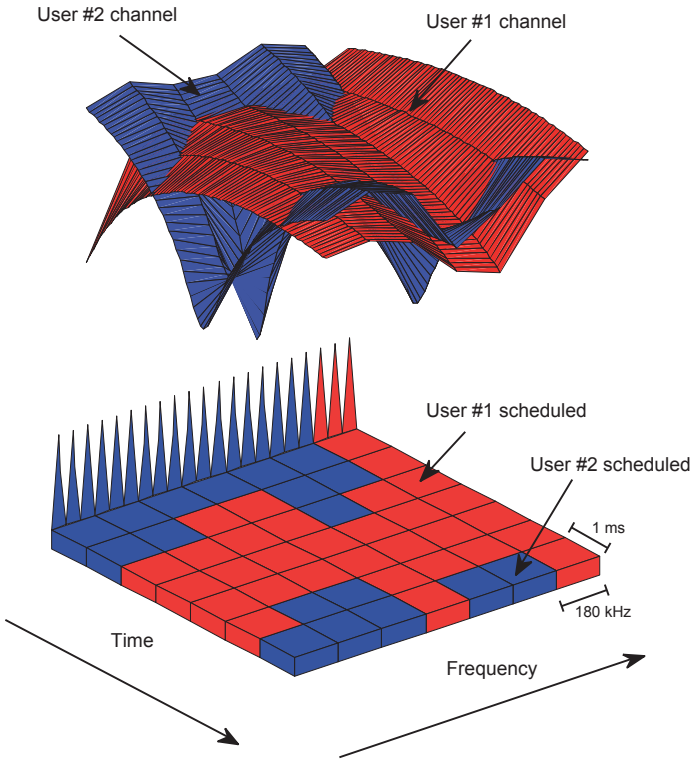 User #2 channel
User #1 channel
User #1 scheduled
User #2 scheduled
1 ms
180 kHz
Time
Frequency